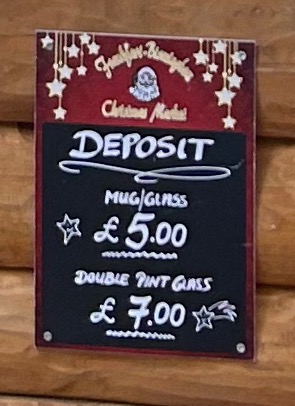 Frankfurt-Birmingham
Christmas Market
DEPOSIT
MUG/GLASS
£ 5.00
DOUBLE PINT GLASS
£ 7.00